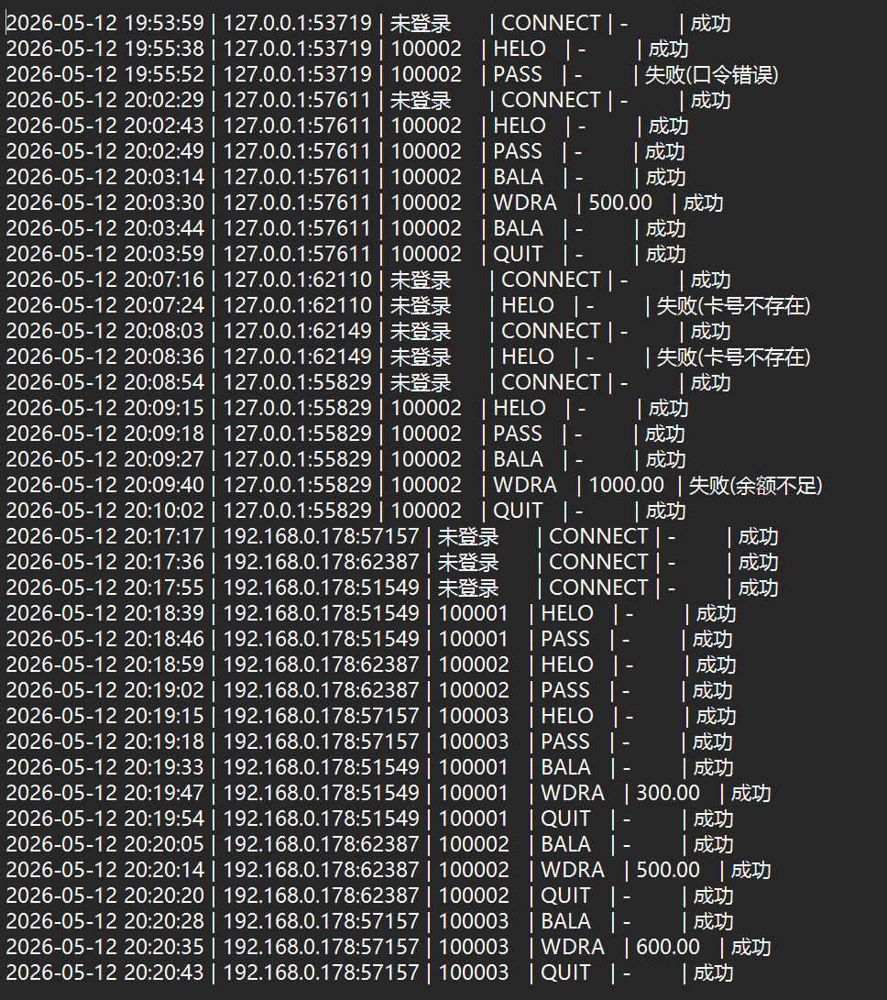 2026-05-12 19:53:59 | 127.0.0.1:53719 | 未登录 | CONNECT | - | 成功
2026-05-12 19:55:38 | 127.0.0.1:53719 | 100002 | HELO | - | 成功
2026-05-12 19:55:52 | 127.0.0.1:53719 | 100002 | PASS | - | 失败(口令错误)
2026-05-12 20:02:29 | 127.0.0.1:57611 | 未登录 | CONNECT | - | 成功
2026-05-12 20:02:43 | 127.0.0.1:57611 | 100002 | HELO | - | 成功
2026-05-12 20:02:49 | 127.0.0.1:57611 | 100002 | PASS | - | 成功
2026-05-12 20:03:14 | 127.0.0.1:57611 | 100002 | BALA | - | 成功
2026-05-12 20:03:30 | 127.0.0.1:57611 | 100002 | WDRA | 500.00 | 成功
2026-05-12 20:03:44 | 127.0.0.1:57611 | 100002 | BALA | - | 成功
2026-05-12 20:03:59 | 127.0.0.1:57611 | 100002 | QUIT | - | 成功
2026-05-12 20:07:16 | 127.0.0.1:62110 | 未登录 | CONNECT | - | 成功
2026-05-12 20:07:24 | 127.0.0.1:62110 | 未登录 | HELO | - | 失败(卡号不存在)
2026-05-12 20:08:03 | 127.0.0.1:62149 | 未登录 | CONNECT | - | 成功
2026-05-12 20:08:36 | 127.0.0.1:62149 | 未登录 | HELO | - | 失败(卡号不存在)
2026-05-12 20:08:54 | 127.0.0.1:55829 | 未登录 | CONNECT | - | 成功
2026-05-12 20:09:15 | 127.0.0.1:55829 | 100002 | HELO | - | 成功
2026-05-12 20:09:18 | 127.0.0.1:55829 | 100002 | PASS | - | 成功
2026-05-12 20:09:27 | 127.0.0.1:55829 | 100002 | BALA | - | 成功
2026-05-12 20:09:40 | 127.0.0.1:55829 | 100002 | WDRA | 1000.00 | 失败(余额不足)
2026-05-12 20:10:02 | 127.0.0.1:55829 | 100002 | QUIT | - | 成功
2026-05-12 20:17:17 | 192.168.0.178:57157 | 未登录 | CONNECT | - | 成功
2026-05-12 20:17:36 | 192.168.0.178:62387 | 未登录 | CONNECT | - | 成功
2026-05-12 20:17:55 | 192.168.0.178:51549 | 未登录 | CONNECT | - | 成功
2026-05-12 20:18:39 | 192.168.0.178:51549 | 100001 | HELO | - | 成功
2026-05-12 20:18:46 | 192.168.0.178:51549 | 100001 | PASS | - | 成功
2026-05-12 20:18:59 | 192.168.0.178:62387 | 100002 | HELO | - | 成功
2026-05-12 20:19:02 | 192.168.0.178:62387 | 100002 | PASS | - | 成功
2026-05-12 20:19:15 | 192.168.0.178:57157 | 100003 | HELO | - | 成功
2026-05-12 20:19:18 | 192.168.0.178:57157 | 100003 | PASS | - | 成功
2026-05-12 20:19:33 | 192.168.0.178:51549 | 100001 | BALA | - | 成功
2026-05-12 20:19:47 | 192.168.0.178:51549 | 100001 | WDRA | 300.00 | 成功
2026-05-12 20:19:54 | 192.168.0.178:51549 | 100001 | QUIT | - | 成功
2026-05-12 20:20:05 | 192.168.0.178:62387 | 100002 | BALA | - | 成功
2026-05-12 20:20:14 | 192.168.0.178:62387 | 100002 | WDRA | 500.00 | 成功
2026-05-12 20:20:20 | 192.168.0.178:62387 | 100002 | QUIT | - | 成功
2026-05-12 20:20:28 | 192.168.0.178:57157 | 100003 | BALA | - | 成功
2026-05-12 20:20:35 | 192.168.0.178:57157 | 100003 | WDRA | 600.00 | 成功
2026-05-12 20:20:43 | 192.168.0.178:57157 | 100003 | QUIT | - | 成功